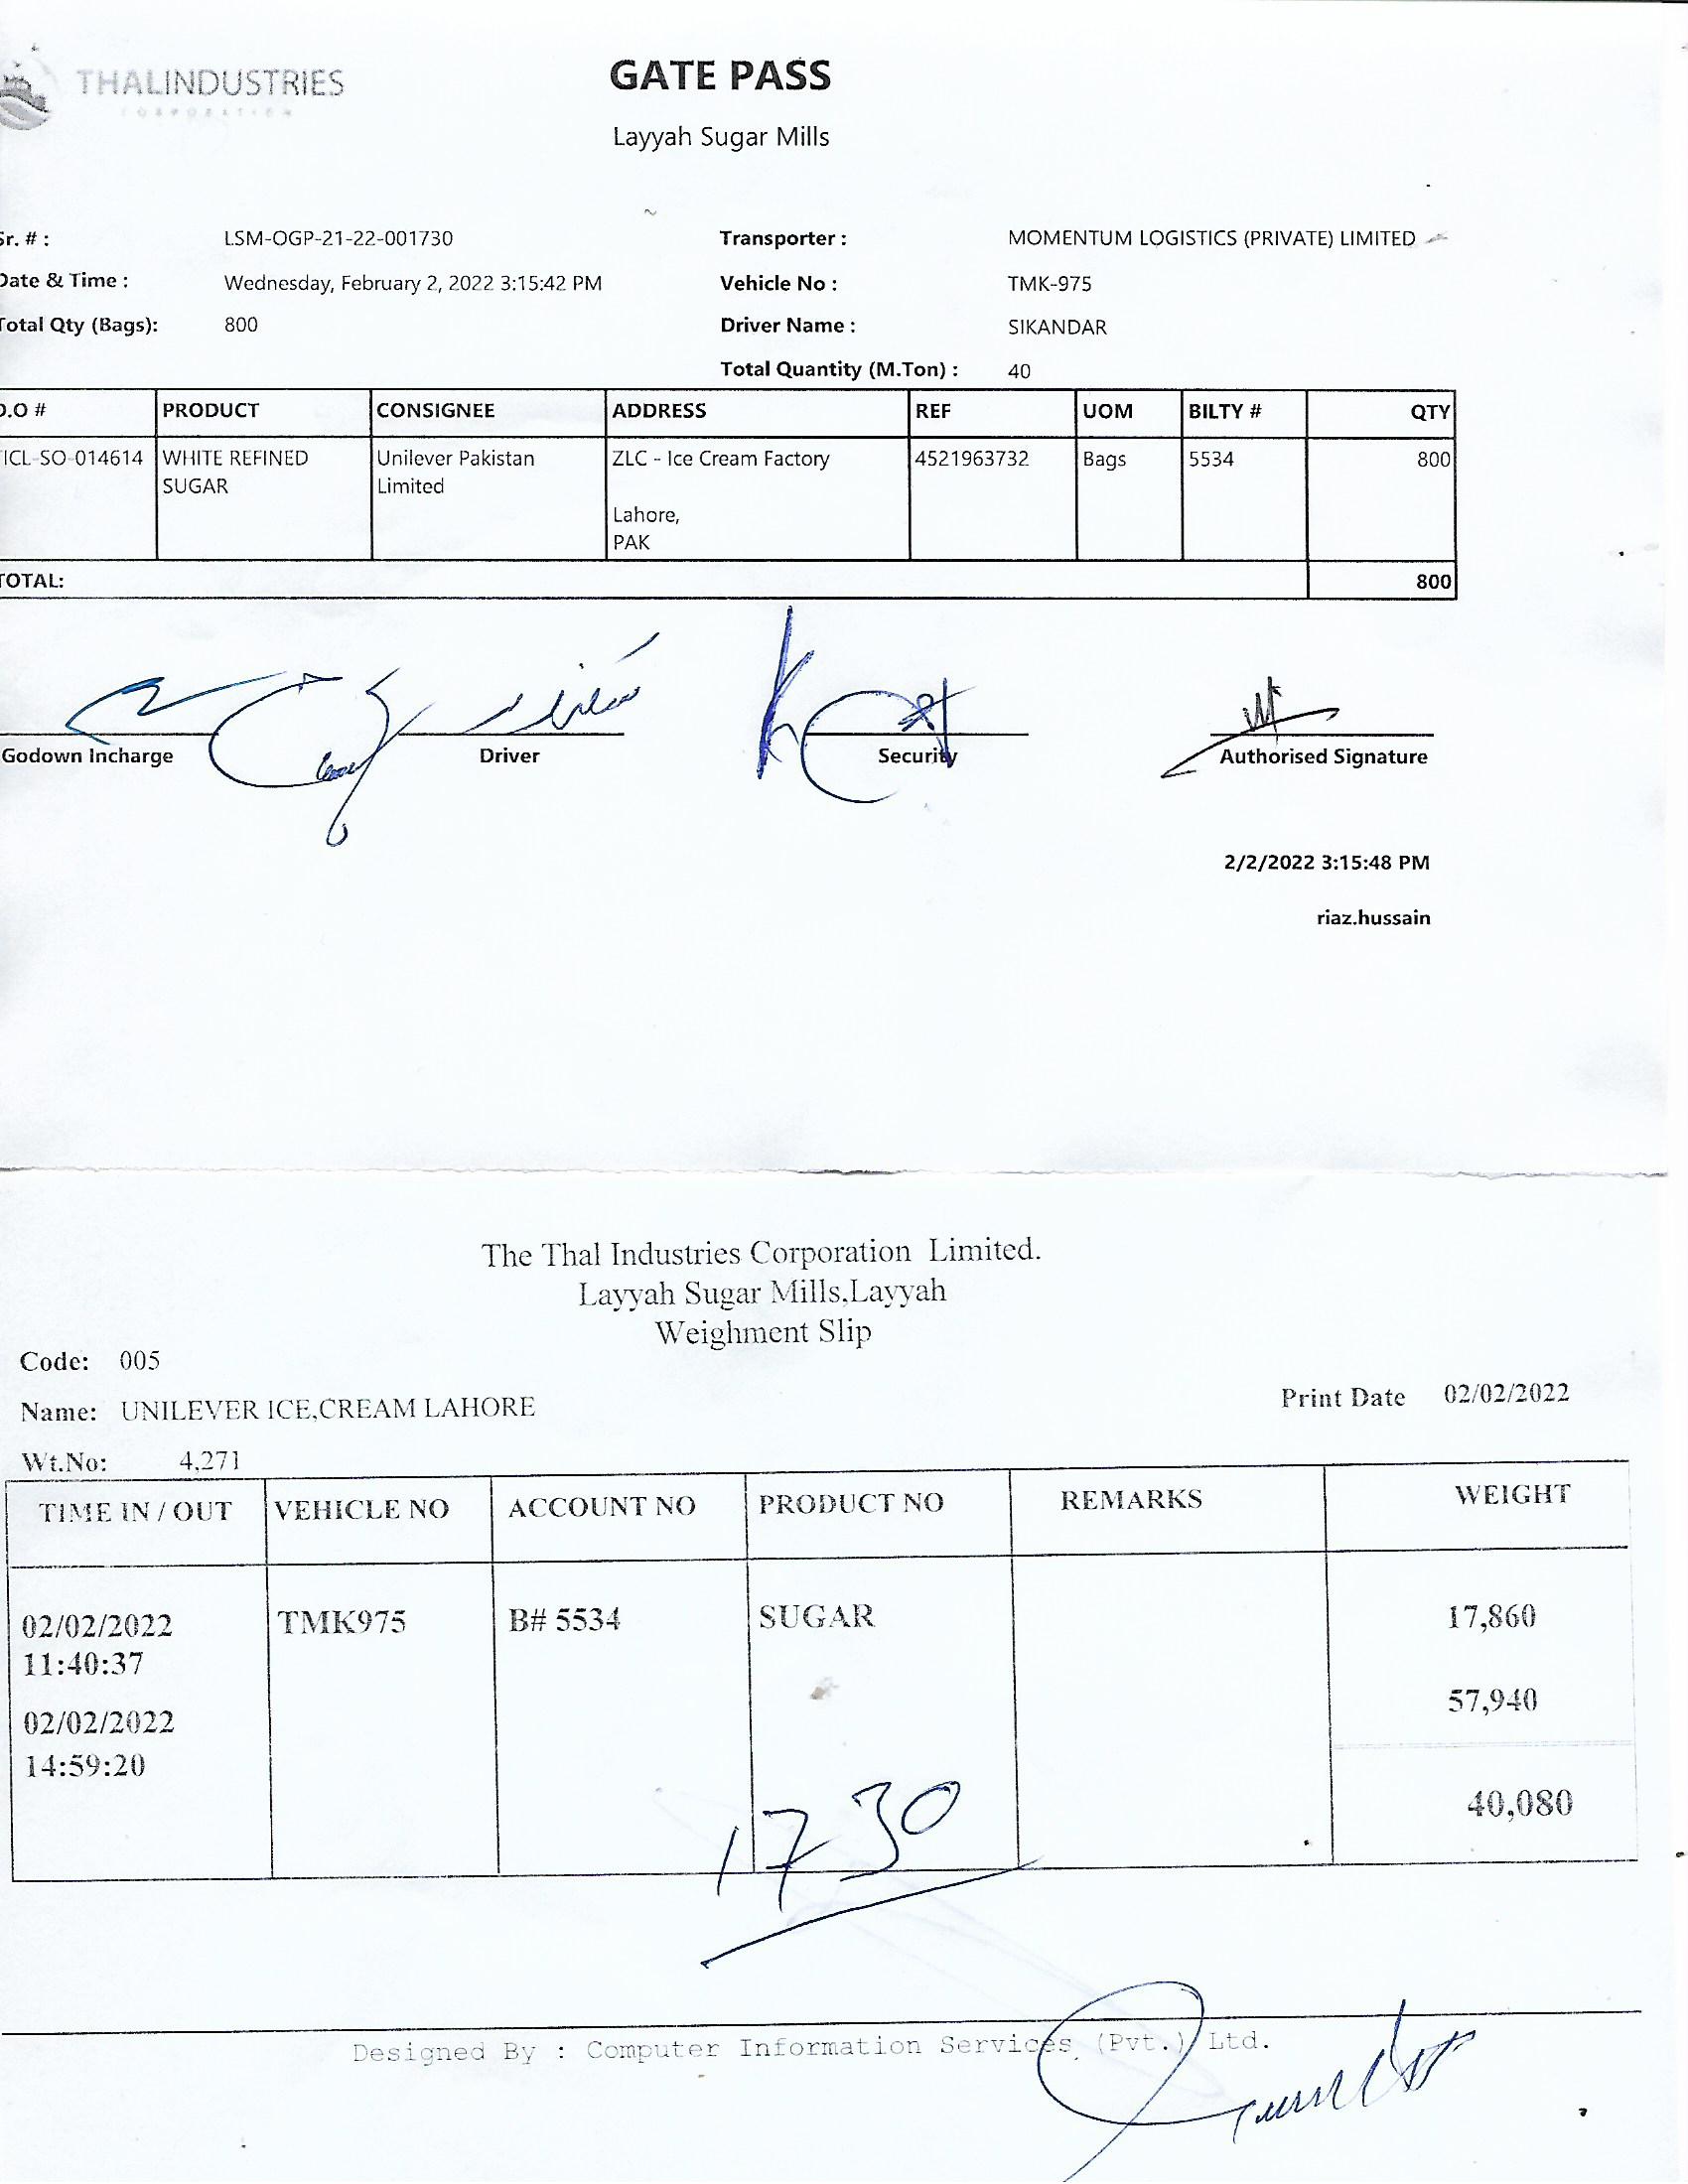 THALINDUSTRIES
CORPORATION
GATE PASS
Layyah Sugar Mills
Sr. # : LSM-OGP-21-22-001730 Transporter : MOMENTUM LOGISTICS (PRIVATE) LIMITED
Date & Time : Wednesday, February 2, 2022 3:15:42 PM Vehicle No : TMK-975
Total Qty (Bags): 800 Driver Name : SIKANDAR
Total Quantity (M.Ton) : 40
D.O # PRODUCT CONSIGNEE ADDRESS REF UOM BILTY # QTY
TICL-SO-014614 WHITE REFINED Unilever Pakistan ZLC - Ice Cream Factory 4521963732 Bags 5534 800
SUGAR Limited
Lahore,
PAK
TOTAL: 800
Godown Incharge Driver Security Authorised Signature
2/2/2022 3:15:48 PM
riaz.hussain
The Thal Industries Corporation Limited.
Layyah Sugar Mills,Layyah
Weighment Slip
Code: 005
Name: UNILEVER ICE,CREAM LAHORE Print Date 02/02/2022
Wt.No: 4,271
TIME IN / OUT VEHICLE NO ACCOUNT NO PRODUCT NO REMARKS WEIGHT
02/02/2022 TMK975 B# 5534 SUGAR 17,860
11:40:37
57,940
02/02/2022
14:59:20
40,080
1730
Designed By : Computer Information Services (Pvt.) Ltd.